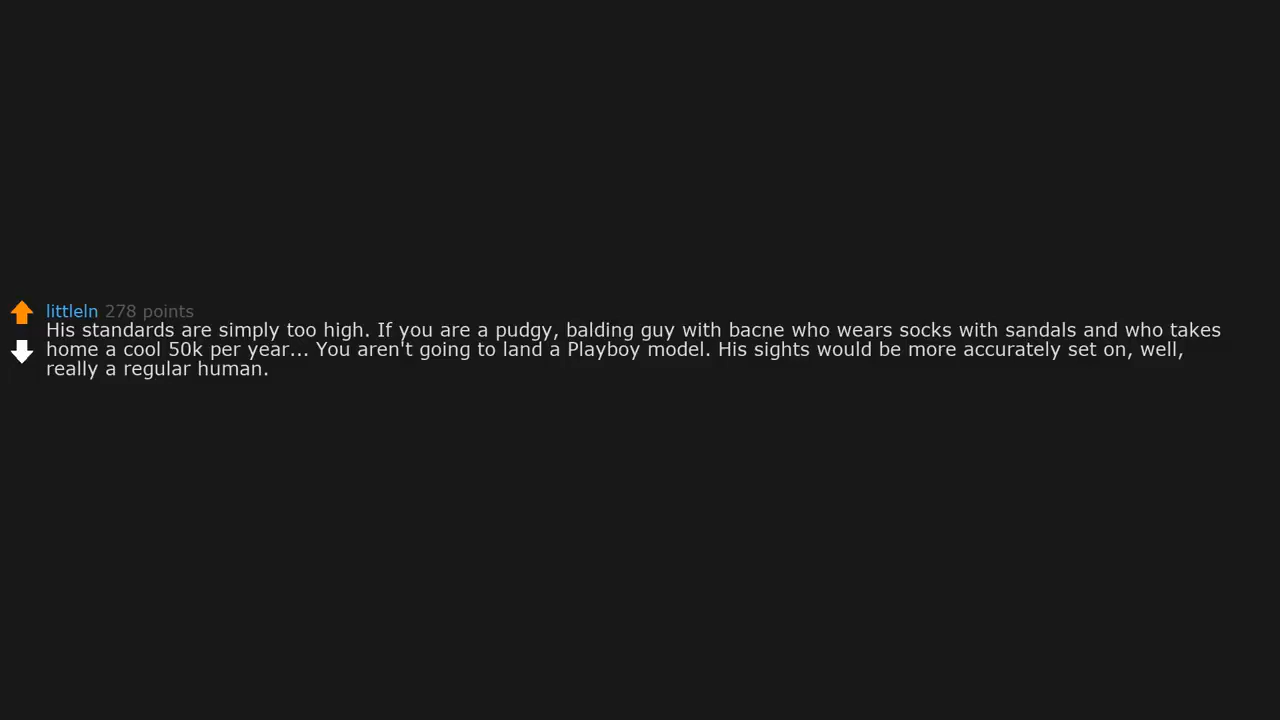 littleln 278 points
His standards are simply too high. If you are a pudgy, balding guy with bacne who wears socks with sandals and who takes
home a cool 50k per year... You aren't going to land a Playboy model. His sights would be more accurately set on, well,
really a regular human.